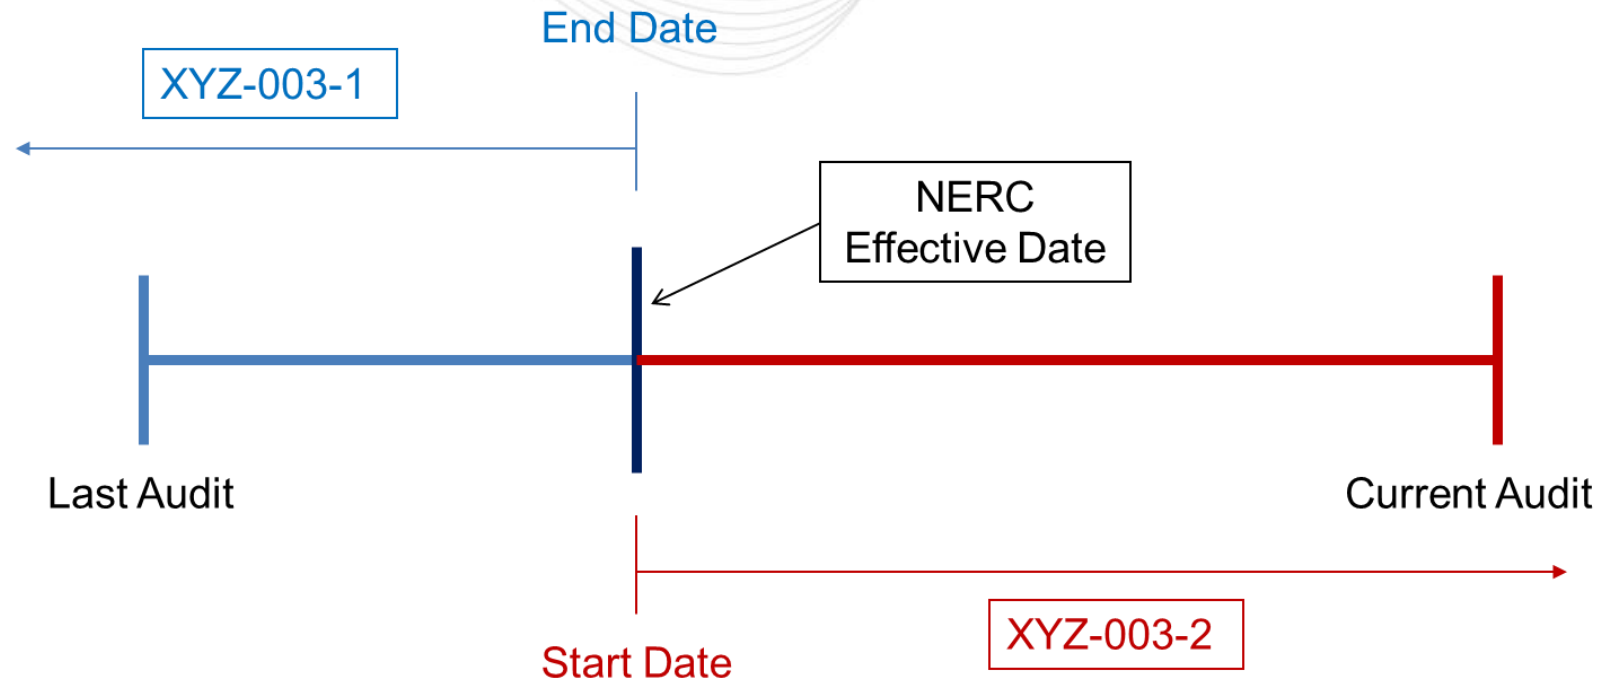 End Date
XYZ-003-1
NERC
Effective Date
Last Audit
Current Audit
XYZ-003-2
Start Date